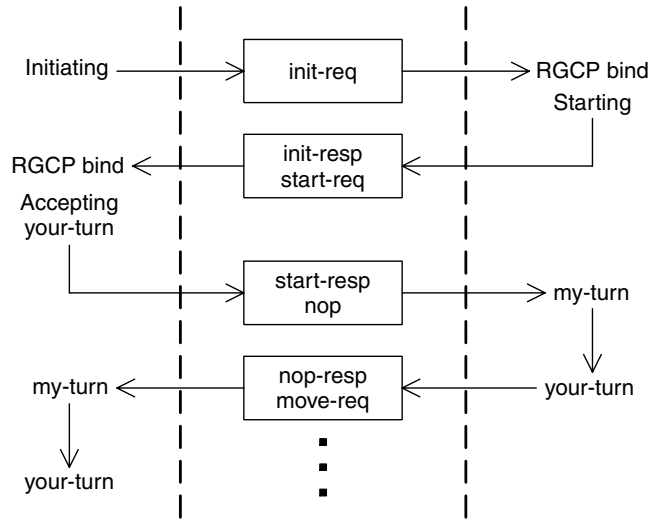 Initiating
init-req
RGCP bind
Starting
RGCP bind
init-resp
start-req
Accepting
your-turn
start-resp
nop
my-turn
my-turn
nop-resp
move-req
your-turn
your-turn